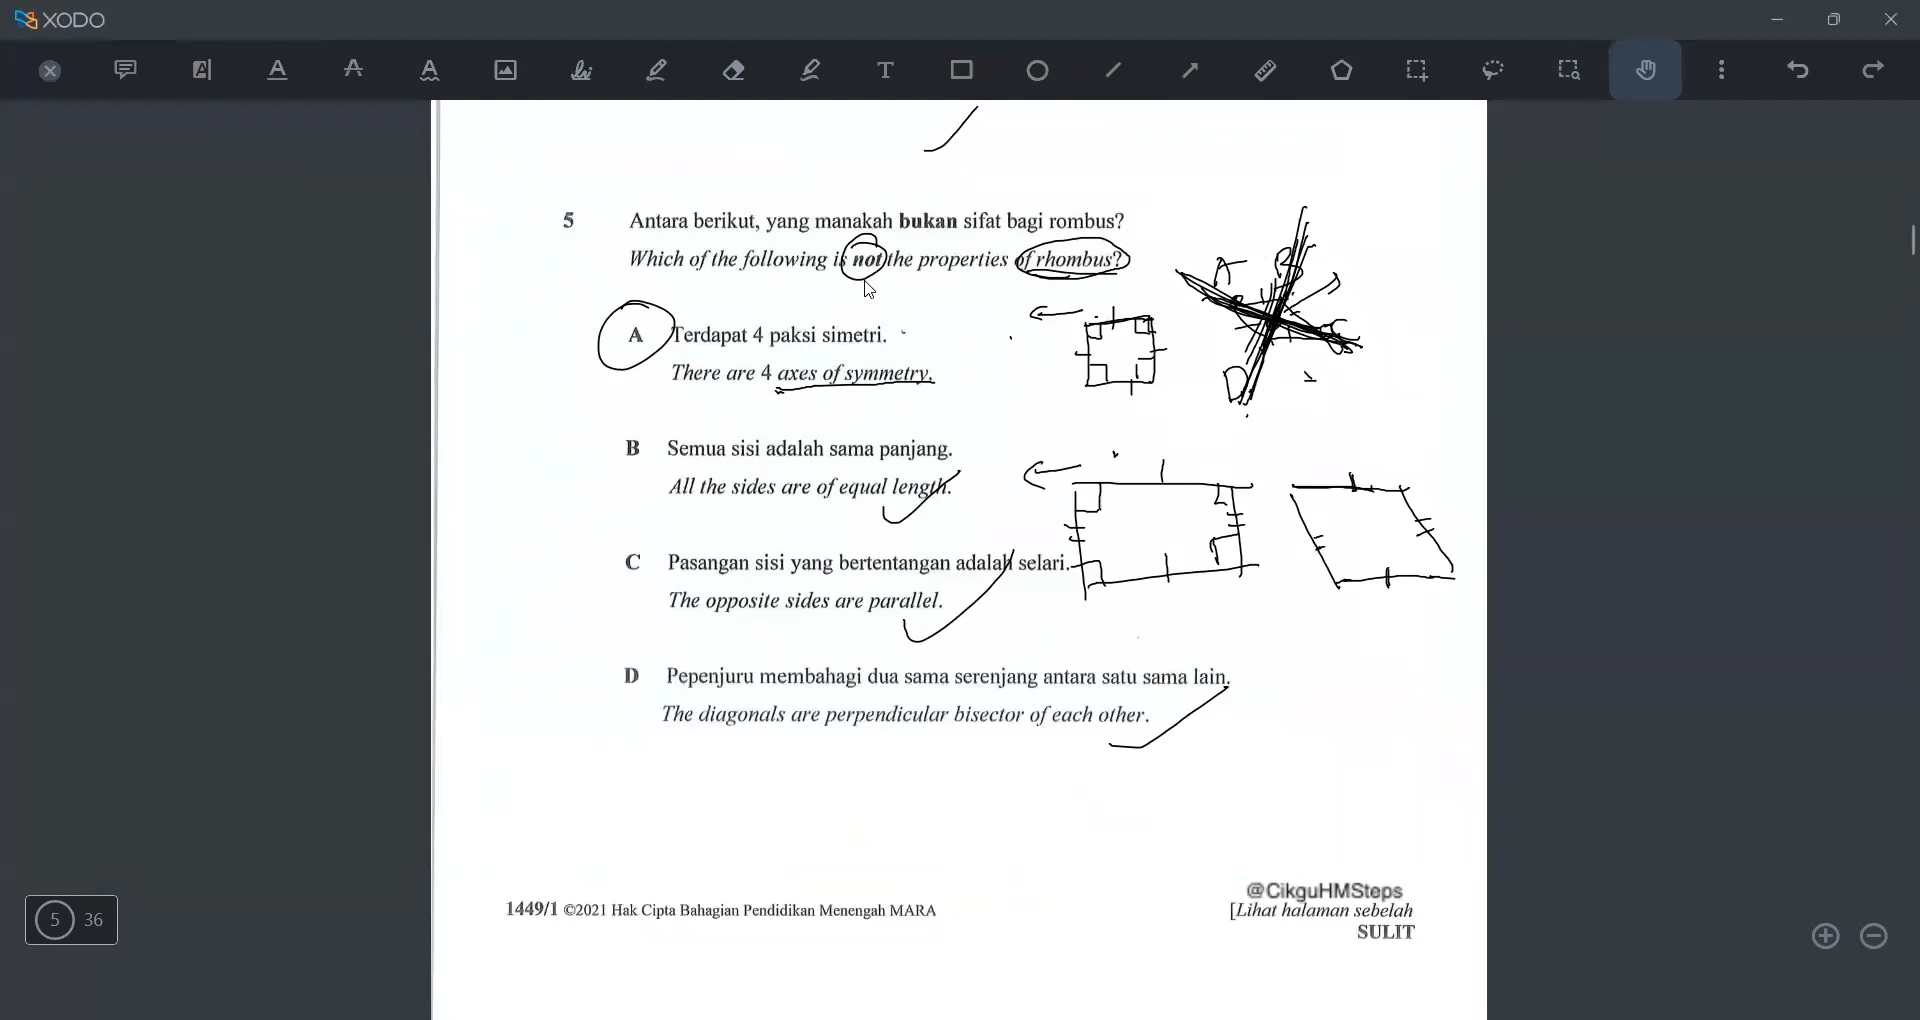 XODO
5 Antara berikut, yang manakah bukan sifat bagi rombus?
Which of the following is not the properties of rhombus?
A B
A Terdapat 4 paksi simetri.
There are 4 axes of symmetry.
D
B Semua sisi adalah sama panjang.
All the sides are of equal length.
C Pasangan sisi yang bertentangan adalah selari.
The opposite sides are parallel.
D Pepenjuru membahagi dua sama serenjang antara satu sama lain.
The diagonals are perpendicular bisector of each other.
@CikguHMSteps
1449/1 ©2021 Hak Cipta Bahagian Pendidikan Menengah MARA
[Lihat halaman sebelah
SULIT
5 36